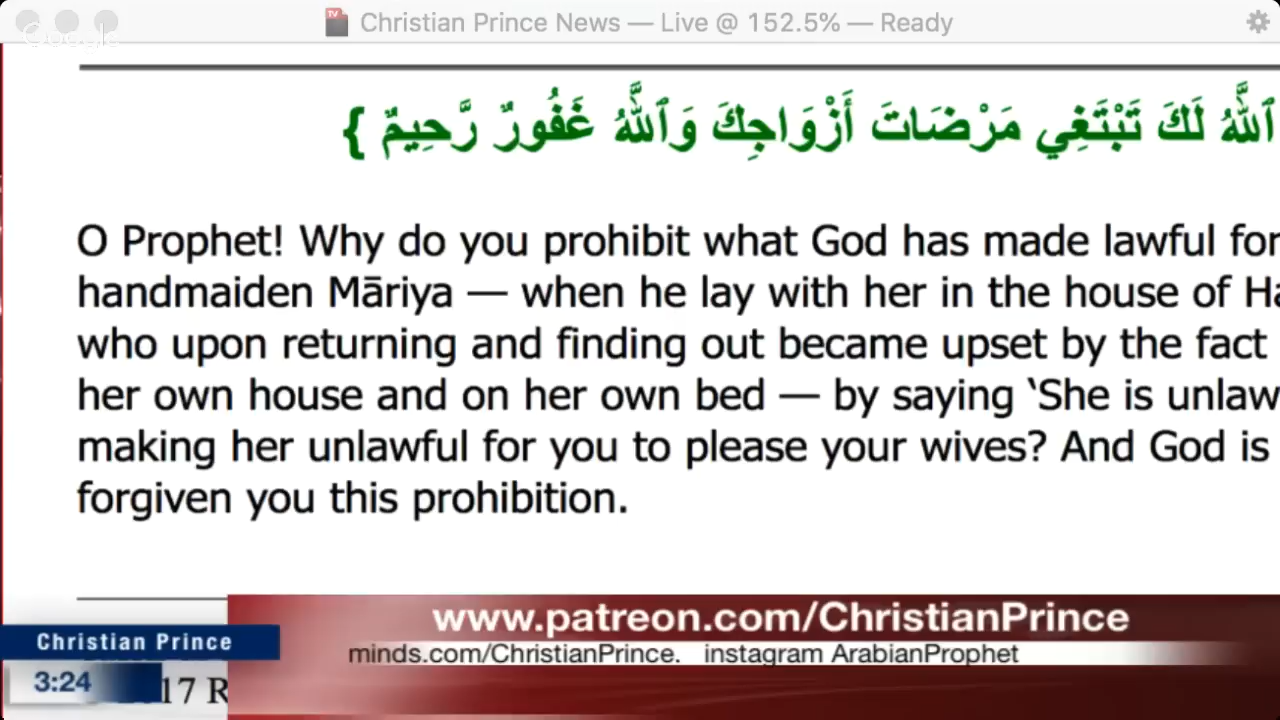 Christian Prince News — Live @ 152.5% — Ready
Google
ٱللَّهُ لَكَ تَبْتَغِي مَرْضَاتَ أَزْوَاجِكَ وَٱللَّهُ غَفُورٌ رَّحِيمٌ }
O Prophet! Why do you prohibit what God has made lawful for
handmaiden Māriya — when he lay with her in the house of Ha
who upon returning and finding out became upset by the fact
her own house and on her own bed — by saying ‘She is unlaw
making her unlawful for you to please your wives? And God is
forgiven you this prohibition.
www.patreon.com/ChristianPrince
Christian Prince
minds.com/ChristianPrince. instagram ArabianProphet
3:24
17 R